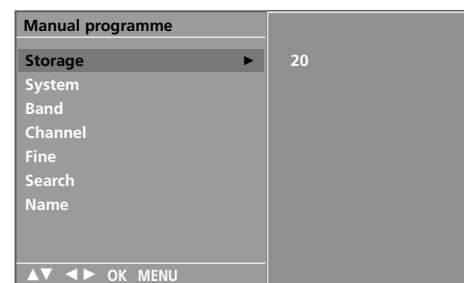 Manual programme
Storage ► 20
System
Band
Channel
Fine
Search
Name
▲▼ ◄► OK MENU